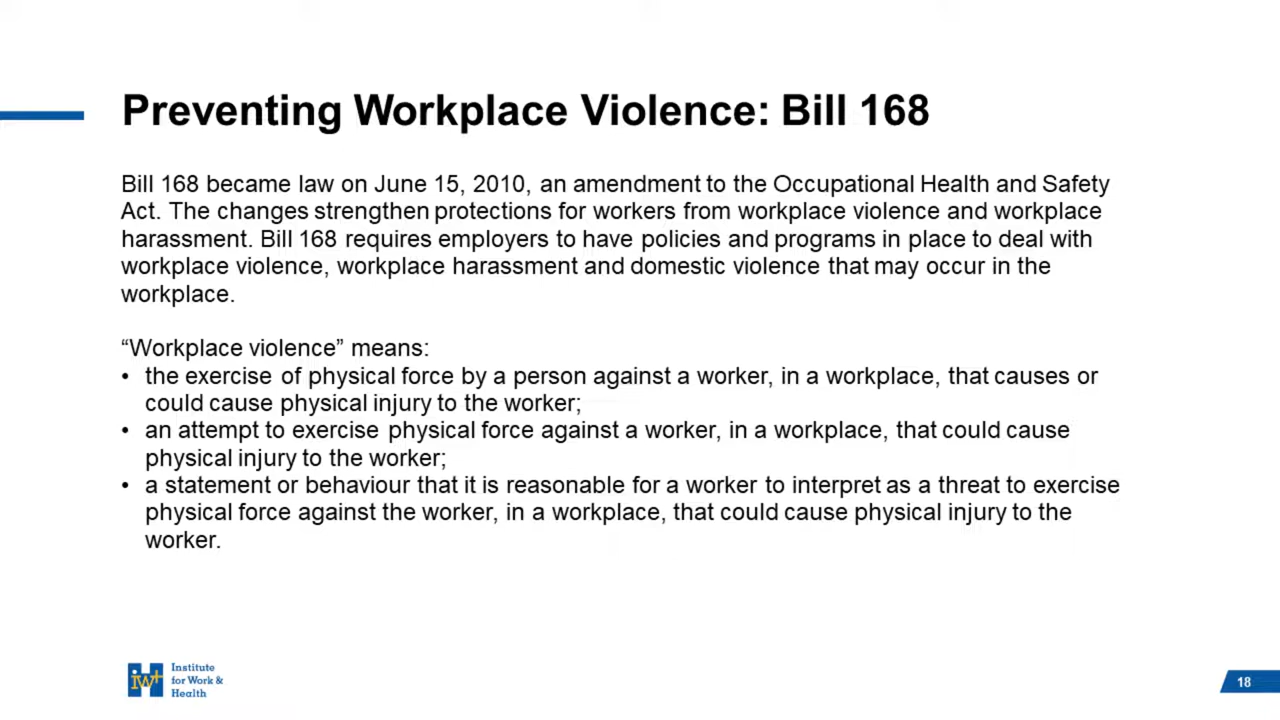 Preventing Workplace Violence: Bill 168
Bill 168 became law on June 15, 2010, an amendment to the Occupational Health and Safety
Act. The changes strengthen protections for workers from workplace violence and workplace
harassment. Bill 168 requires employers to have policies and programs in place to deal with
workplace violence, workplace harassment and domestic violence that may occur in the
workplace.
“Workplace violence” means:
• the exercise of physical force by a person against a worker, in a workplace, that causes or
could cause physical injury to the worker;
• an attempt to exercise physical force against a worker, in a workplace, that could cause
physical injury to the worker;
• a statement or behaviour that it is reasonable for a worker to interpret as a threat to exercise
physical force against the worker, in a workplace, that could cause physical injury to the
worker.
iw+
Institute
for Work &
Health
18